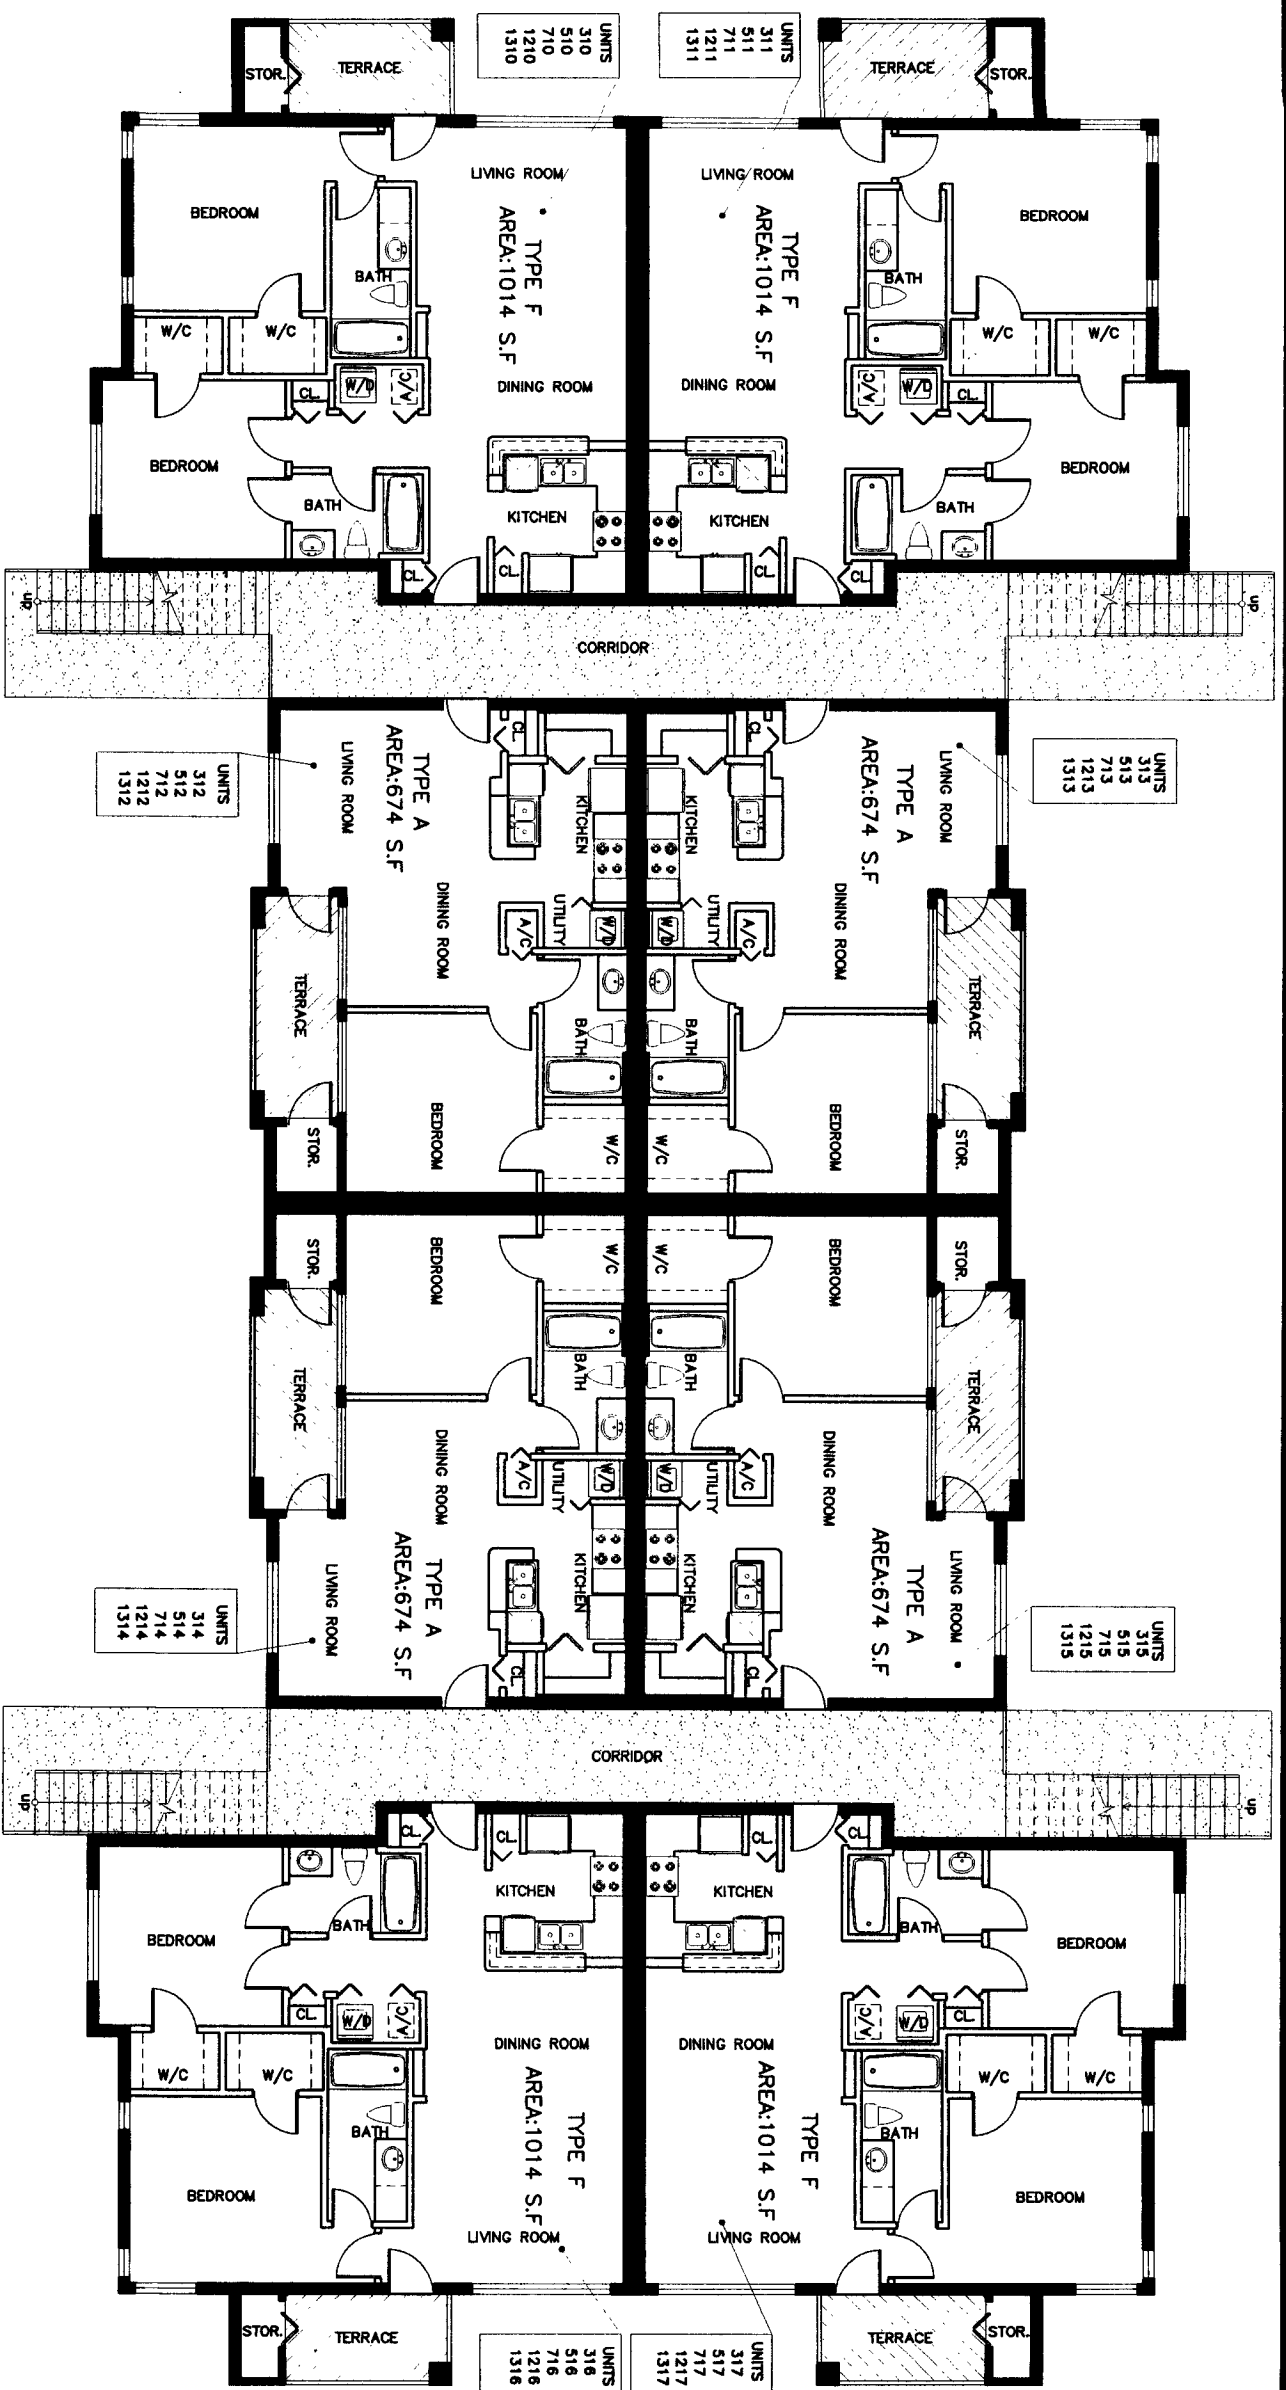 UNITS
310
510
710
1210
1310
UNITS
311
511
711
1211
1311
STOR.
TERRACE
TERRACE
STOR.
LIVING ROOM
LIVING ROOM
BEDROOM
BEDROOM
TYPE F
AREA:1014 S.F
TYPE F
AREA:1014 S.F
BATH
BATH
W/C
W/C
W/C
W/C
CL.
W/D
A/C
DINING ROOM
DINING ROOM
A/C
W/D
CL.
BEDROOM
BEDROOM
BATH
KITCHEN
KITCHEN
BATH
CL.
CL.
CL.
CL.
up
up
CORRIDOR
CL.
CL.
UNITS
312
512
712
1212
1312
LIVING ROOM
TYPE A
AREA:674 S.F
KITCHEN
KITCHEN
TYPE A
AREA:674 S.F
LIVING ROOM
UNITS
313
513
713
1213
1313
DINING ROOM
A/C
UTILITY
W/D
W/D
UTILITY
A/C
DINING ROOM
TERRACE
BATH
BATH
TERRACE
STOR.
BEDROOM
W/C
W/C
BEDROOM
STOR.
STOR.
BEDROOM
W/C
W/C
BEDROOM
STOR.
TERRACE
BATH
BATH
TERRACE
DINING ROOM
A/C
UTILITY
W/D
W/D
UTILITY
A/C
DINING ROOM
UNITS
314
514
714
1214
1314
LIVING ROOM
TYPE A
AREA:674 S.F
KITCHEN
KITCHEN
TYPE A
AREA:674 S.F
LIVING ROOM
UNITS
315
515
715
1215
1315
CL.
CL.
CORRIDOR
up
up
CL.
CL.
CL.
CL.
KITCHEN
KITCHEN
BATH
BATH
BEDROOM
BEDROOM
CL.
W/D
A/C
A/C
W/D
CL.
DINING ROOM
DINING ROOM
W/C
W/C
W/C
W/C
TYPE F
AREA:1014 S.F
TYPE F
AREA:1014 S.F
BATH
BATH
BEDROOM
BEDROOM
LIVING ROOM
LIVING ROOM
STOR.
TERRACE
TERRACE
STOR.
UNITS
316
516
716
1216
1316
UNITS
317
517
717
1217
1317